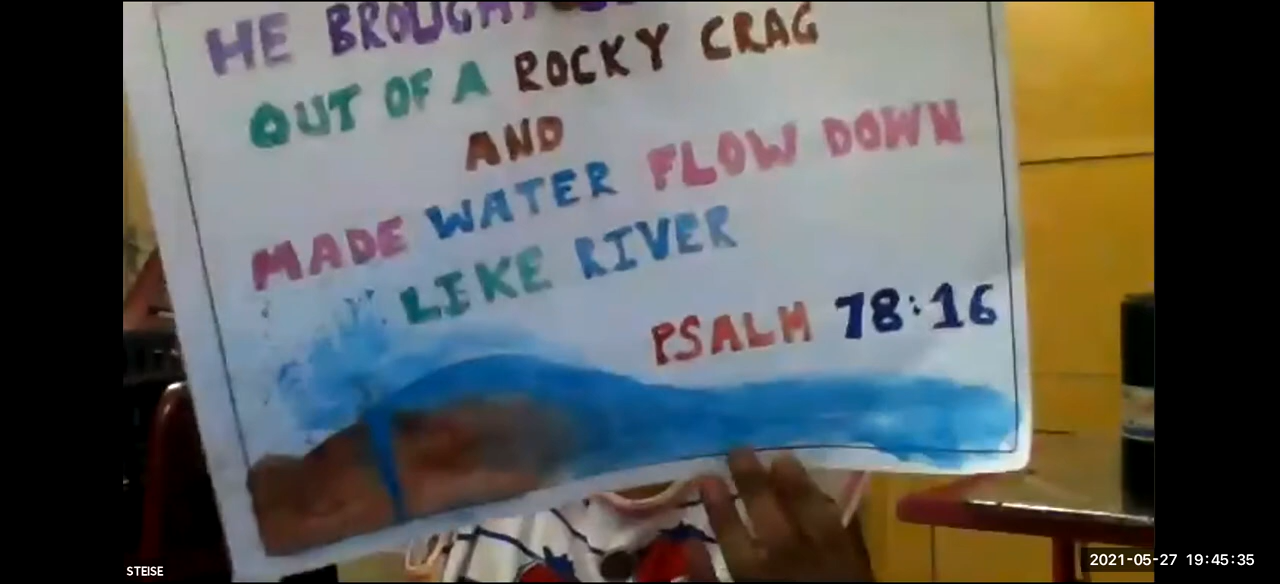 HE BROUGHT
OUT OF A ROCKY CRAG
AND
MADE WATER FLOW DOWN
LIKE RIVER
PSALM 78:16
STEISE
2021-05-27 19:45:35